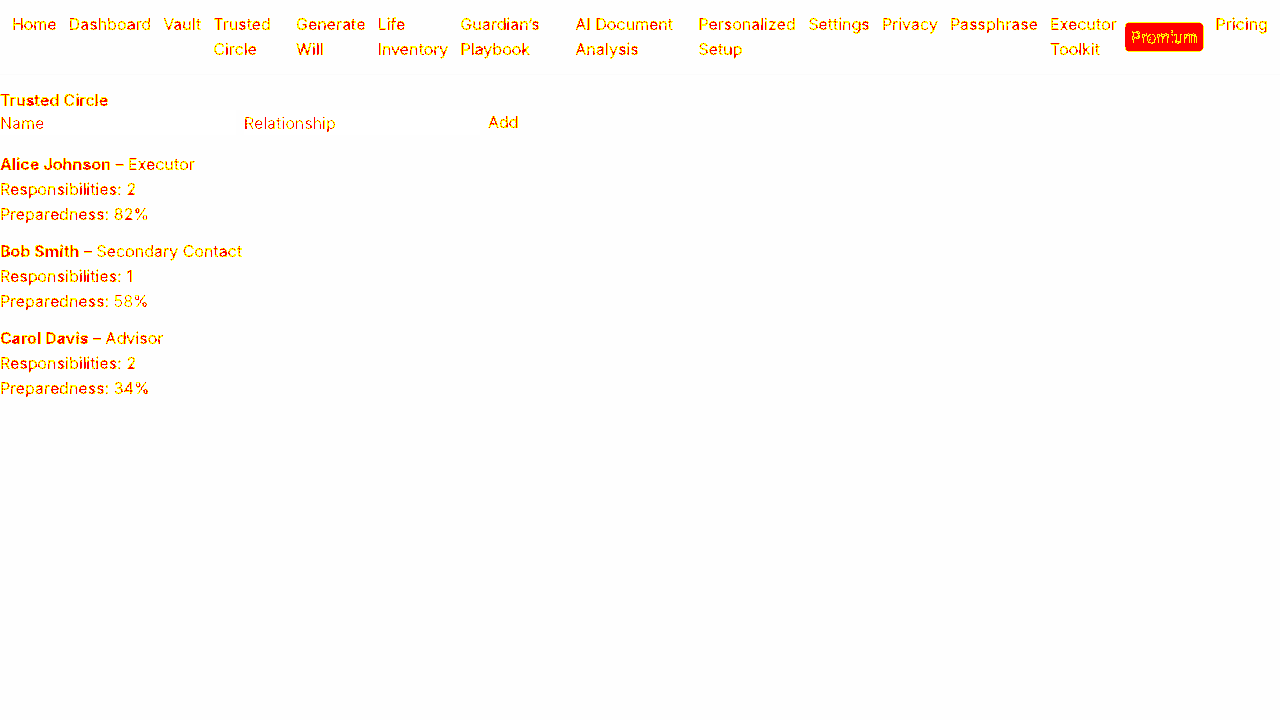 Home Dashboard Vault Trusted Circle Generate Will Life Inventory Guardian's Playbook AI Document Analysis Personalized Setup Settings Privacy Passphrase Executor Toolkit Premium Pricing
Trusted Circle
Name Relationship Add
Alice Johnson – Executor
Responsibilities: 2
Preparedness: 82%
Bob Smith – Secondary Contact
Responsibilities: 1
Preparedness: 58%
Carol Davis – Advisor
Responsibilities: 2
Preparedness: 34%